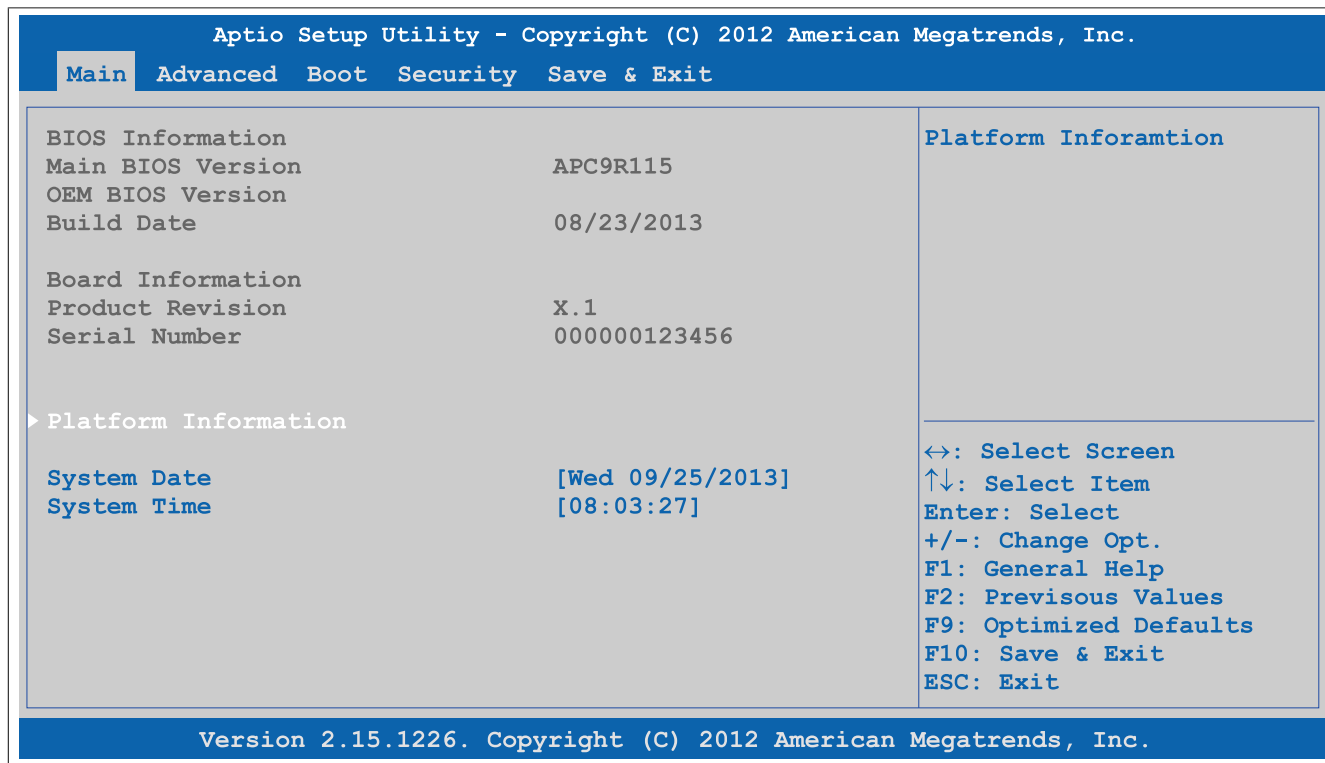 Aptio Setup Utility - Copyright (C) 2012 American Megatrends, Inc.
Main Advanced Boot Security Save & Exit
BIOS Information
Main BIOS Version APC9R115
OEM BIOS Version
Build Date 08/23/2013
Board Information
Product Revision X.1
Serial Number 000000123456
Platform Information
System Date [Wed 09/25/2013]
System Time [08:03:27]
Platform Inforamtion
↔: Select Screen
↑↓: Select Item
Enter: Select
+/-: Change Opt.
F1: General Help
F2: Previsous Values
F9: Optimized Defaults
F10: Save & Exit
ESC: Exit
Version 2.15.1226. Copyright (C) 2012 American Megatrends, Inc.